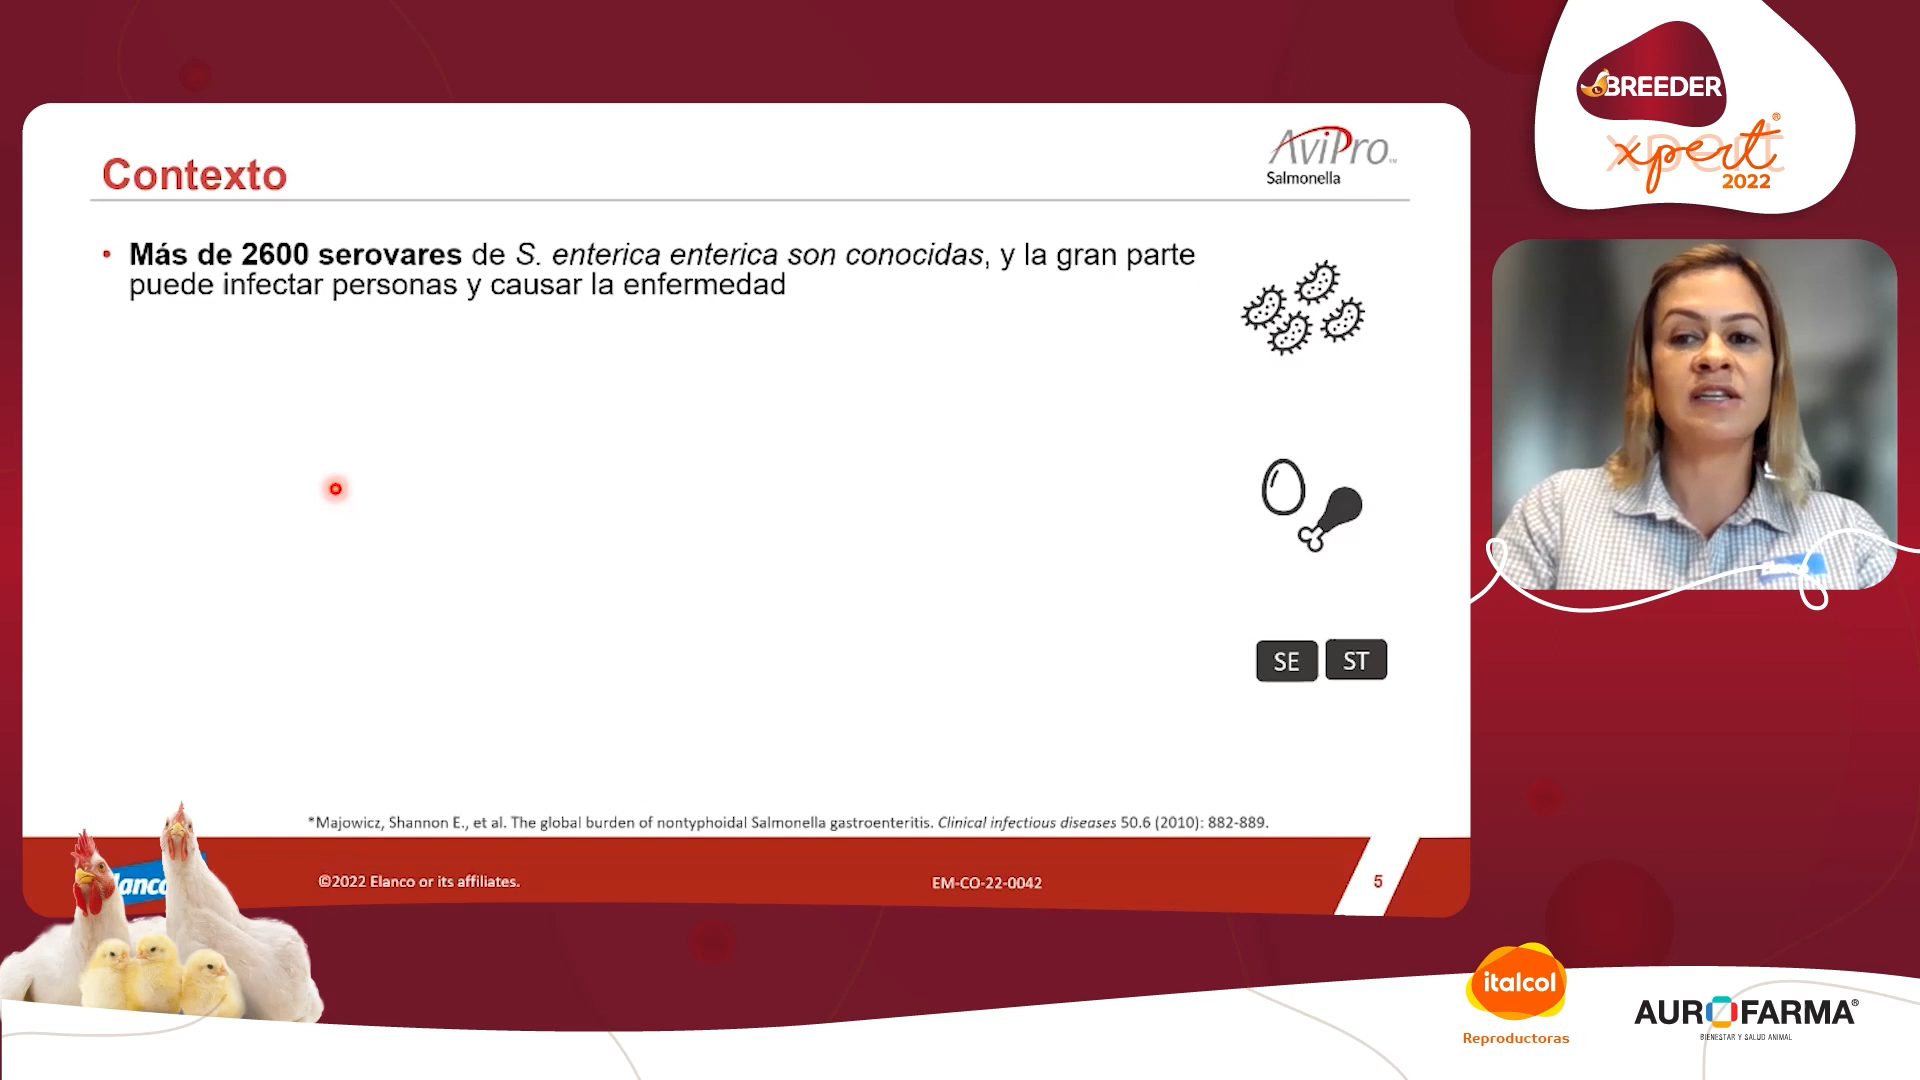 BREEDER
xpert®
2022
Contexto
AviPro™
Salmonella
• Más de 2600 serovares de S. enterica enterica son conocidas, y la gran parte
puede infectar personas y causar la enfermedad
SE ST
*Majowicz, Shannon E., et al. The global burden of nontyphoidal Salmonella gastroenteritis. Clinical infectious diseases 50.6 (2010): 882-889.
Elanco
lanco
©2022 Elanco or its affiliates.
EM-CO-22-0042
5
italcol
Reproductoras
AUROFARMA®
BIENESTAR Y SALUD ANIMAL